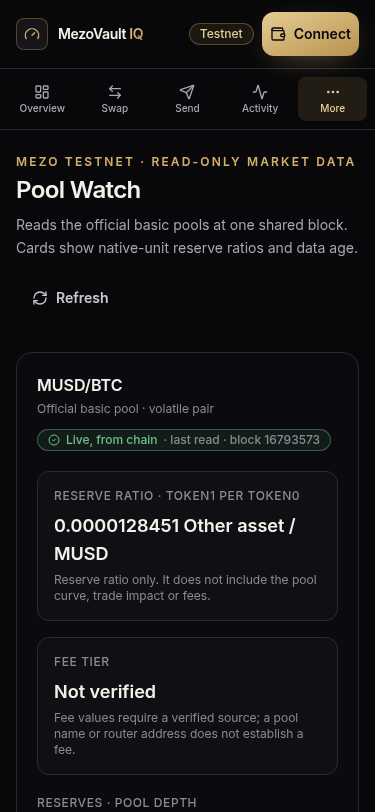 MezoVault IQ
Testnet
Connect
Overview
Swap
Send
Activity
More
MEZO TESTNET · READ-ONLY MARKET DATA
Pool Watch
Reads the official basic pools at one shared block.
Cards show native-unit reserve ratios and data age.
Refresh
MUSD/BTC
Official basic pool · volatile pair
Live, from chain · last read · block 16793573
RESERVE RATIO · TOKEN1 PER TOKEN0
0.0000128451 Other asset /
MUSD
Reserve ratio only. It does not include the pool
curve, trade impact or fees.
FEE TIER
Not verified
Fee values require a verified source; a pool
name or router address does not establish a
fee.
RESERVES · POOL DEPTH